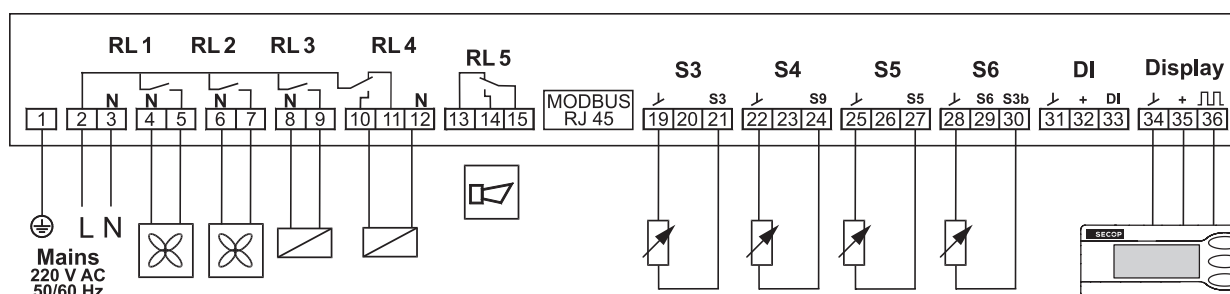 RL 1 RL 2 RL 3 RL 4 RL 5 S3 S4 S5 S6 DI Display
N N N N N S3 S9 S5 S6 S3b + DI +
1 2 3 4 5 6 7 8 9 10 11 12 13 14 15 MODBUS RJ 45 19 20 21 22 23 24 25 26 27 28 29 30 31 32 33 34 35 36
L N
Mains
220 V AC
50/60 Hz
SECOP